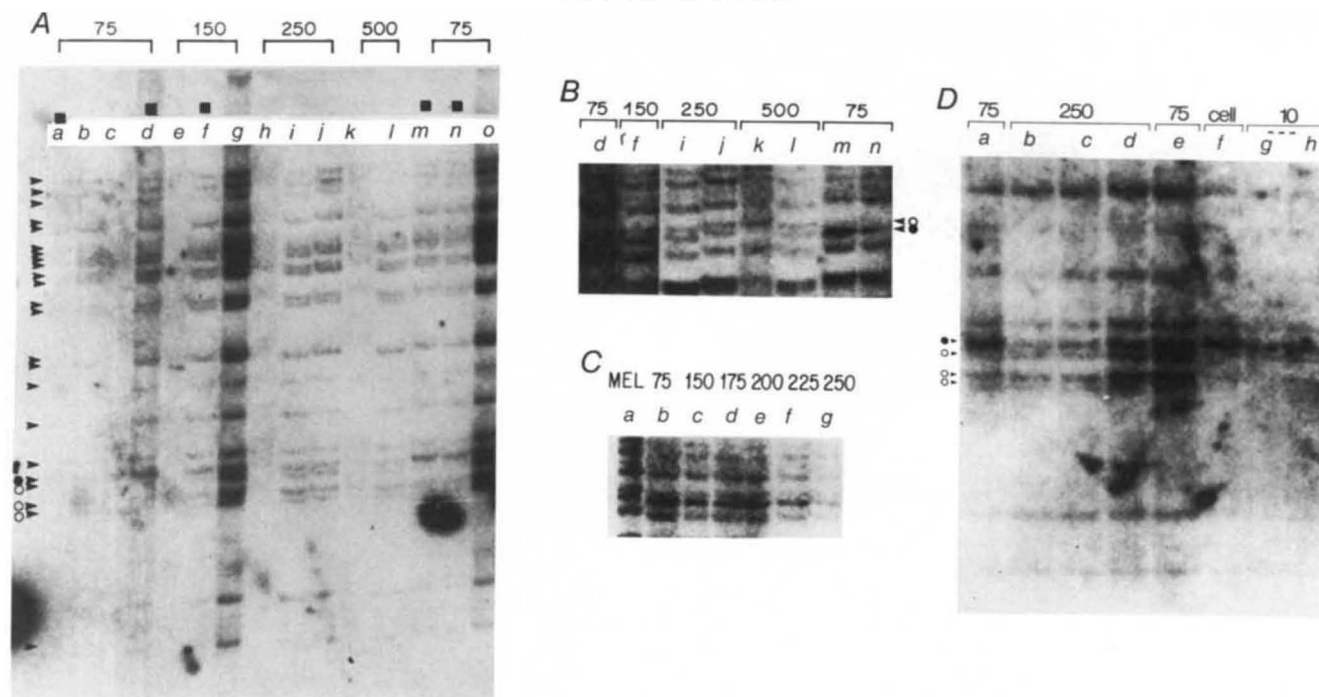 A
75 150 250 500 75
a b c d e f g h i j k l m n o
B
75 150 250 500 75
d f i j k l m n
C
MEL 75 150 175 200 225 250
a b c d e f g
D
75 250 75 cell 10
a b c d e f g h